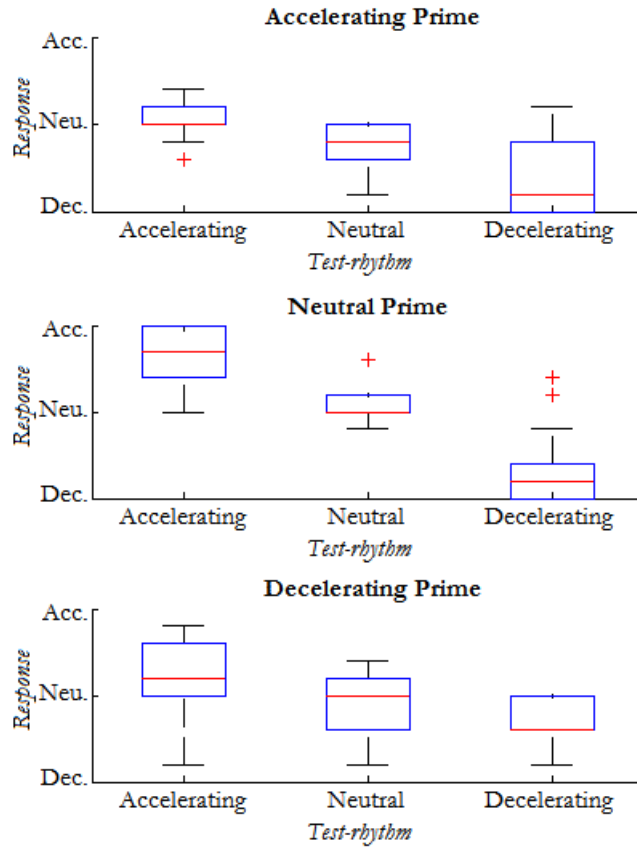 Accelerating Prime
Acc.
Neu.
Dec.
Response
Accelerating Neutral Decelerating
Test-rhythm
Neutral Prime
Acc.
Neu.
Dec.
Response
Accelerating Neutral Decelerating
Test-rhythm
Decelerating Prime
Acc.
Neu.
Dec.
Response
Accelerating Neutral Decelerating
Test-rhythm